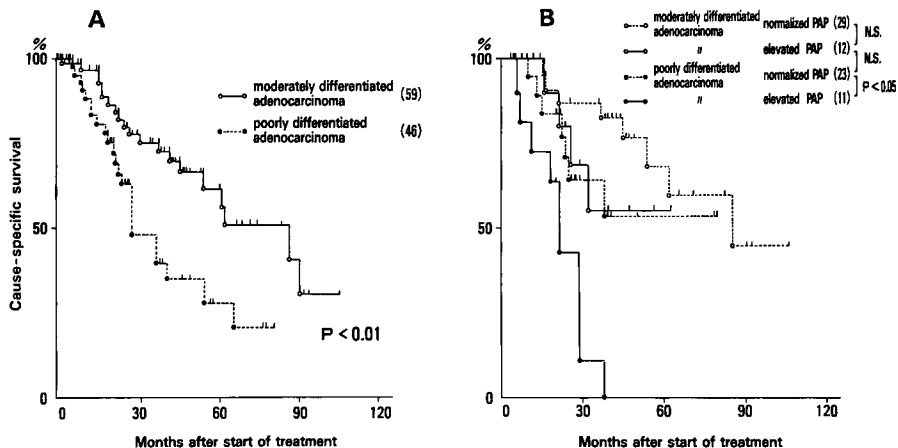 A
%
100
50
0
Cause-specific survival
moderately differentiated
adenocarcinoma (59)
poorly differentiated
adenocarcinoma (46)
P < 0.01
0 30 60 90 120
Months after start of treatment
B
moderately differentiated
adenocarcinoma normalized PAP (29)
N.S.
〃 elevated PAP (12)
N.S.
poorly differentiated
adenocarcinoma normalized PAP (23)
P < 0.05
〃 elevated PAP (11)
%
100
50
0
0 30 60 90 120
Months after start of treatment